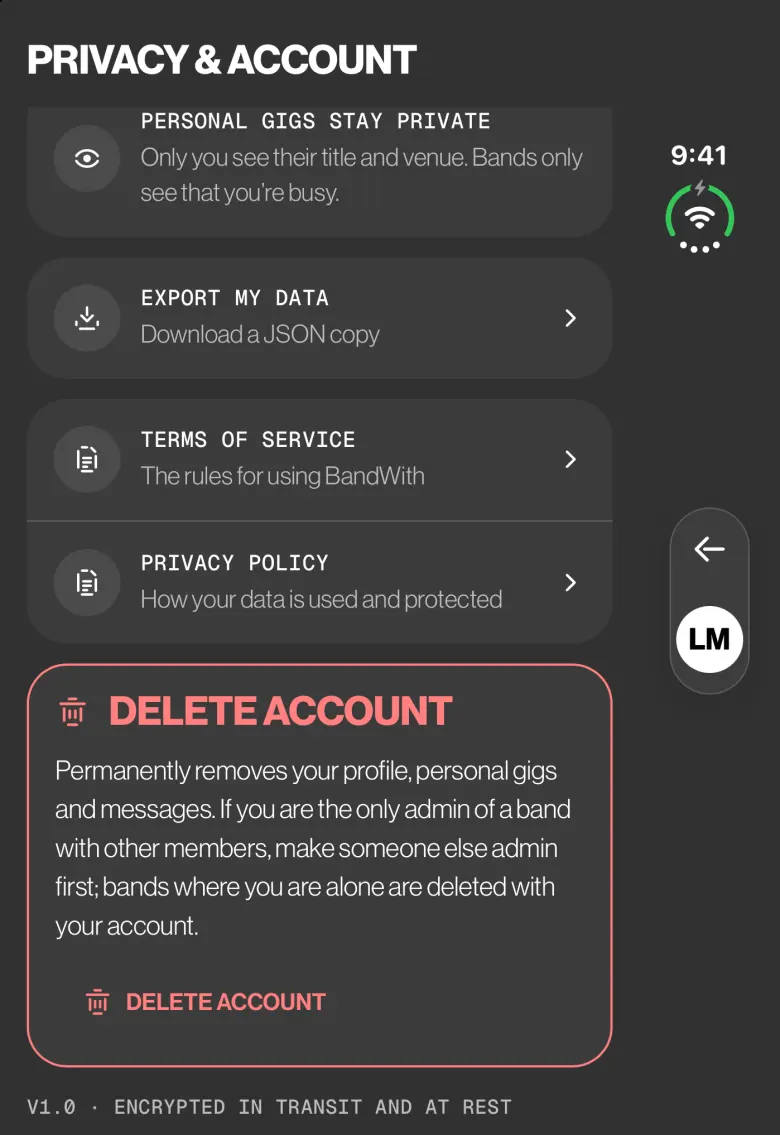 PRIVACY & ACCOUNT
PERSONAL GIGS STAY PRIVATE
Only you see their title and venue. Bands only
see that you're busy.
9:41
EXPORT MY DATA
Download a JSON copy
TERMS OF SERVICE
The rules for using BandWith
PRIVACY POLICY
How your data is used and protected
LM
DELETE ACCOUNT
Permanently removes your profile, personal gigs
and messages. If you are the only admin of a band
with other members, make someone else admin
first; bands where you are alone are deleted with
your account.
DELETE ACCOUNT
V1.0 · ENCRYPTED IN TRANSIT AND AT REST